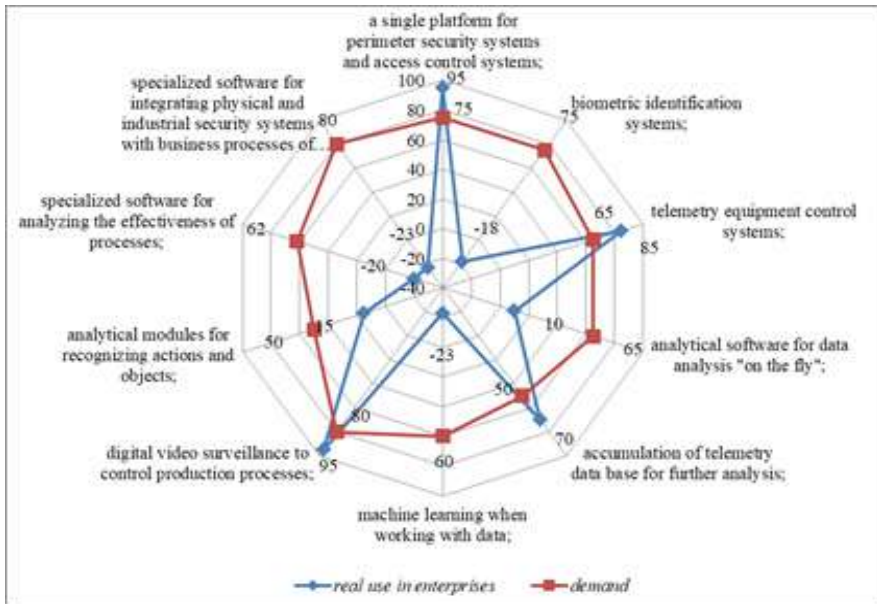 a single platform for
perimeter security systems
and access control systems;
100
95
80
75
60
40
20
0
-20
-40
biometric identification
systems;
75
-18
telemetry equipment control
systems;
65
85
analytical software for data
analysis "on the fly";
10
65
accumulation of telemetry
data base for further analysis;
50
70
machine learning when
working with data;
-23
60
digital video surveillance to
control production processes;
80
95
analytical modules for
recognizing actions and
objects;
15
50
specialized software for
analyzing the effectiveness of
processes;
62
-20
specialized software for
integrating physical and
industrial security systems
with business processes of...
80
-23
real use in enterprises
demand